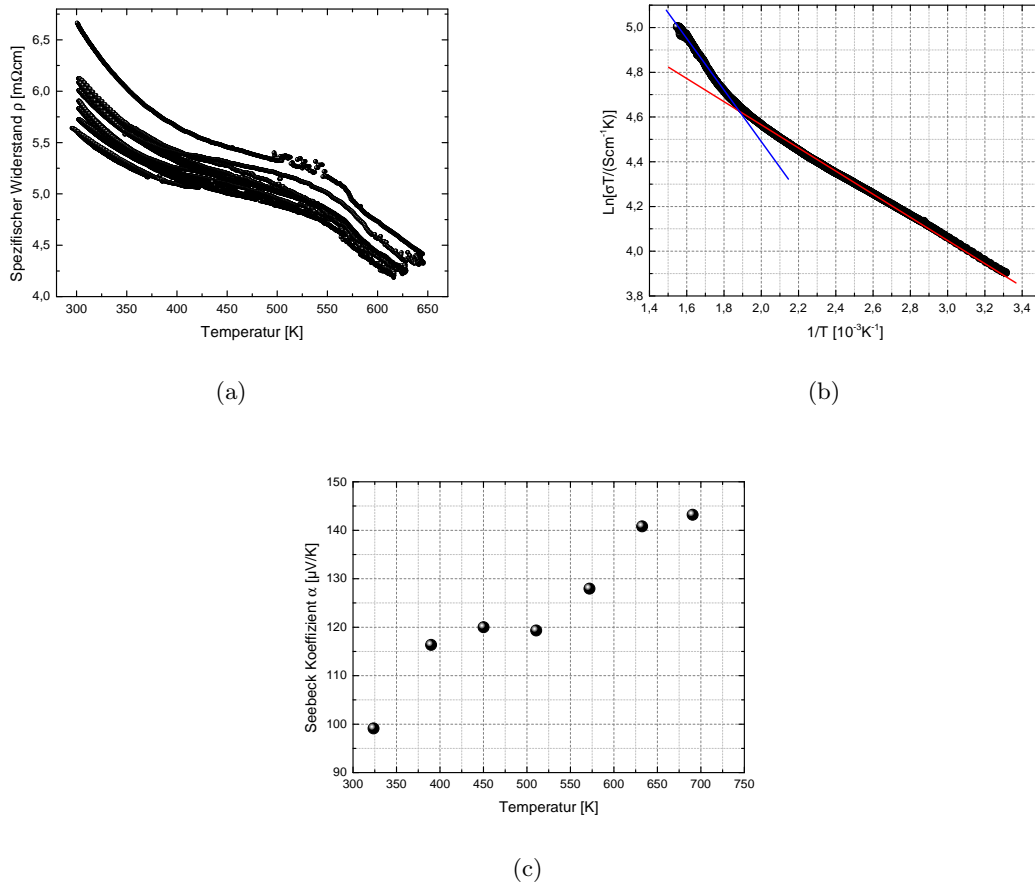 6,5
6,0
5,5
5,0
4,5
4,0
Spezifischer Widerstand ρ [mΩcm]
300 350 400 450 500 550 600 650
Temperatur [K]
(a)
5,0
4,8
4,6
4,4
4,2
4,0
3,8
Ln[σT/(Scm⁻¹K)]
1,4 1,6 1,8 2,0 2,2 2,4 2,6 2,8 3,0 3,2 3,4
1/T [10⁻³K⁻¹]
(b)
150
140
130
120
110
100
90
Seebeck Koeffizient α [µV/K]
300 350 400 450 500 550 600 650 700 750
Temperatur [K]
(c)